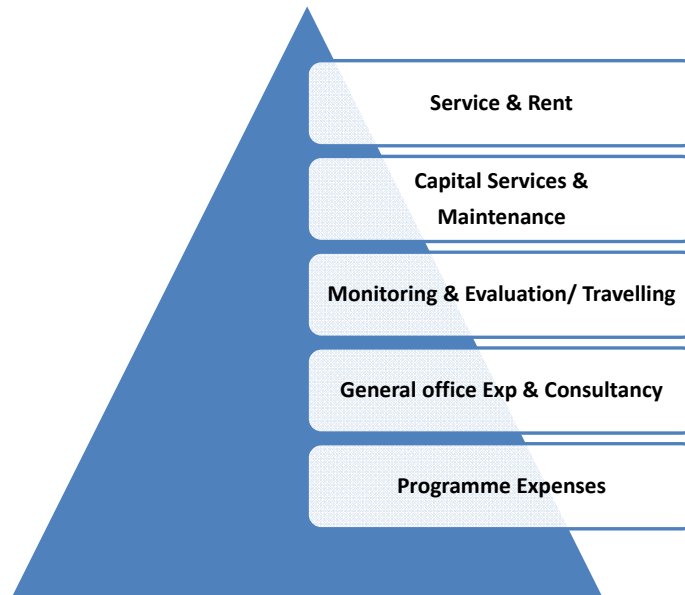 Service & Rent
Capital Services &
Maintenance
Monitoring & Evaluation/ Travelling
General office Exp & Consultancy
Programme Expenses